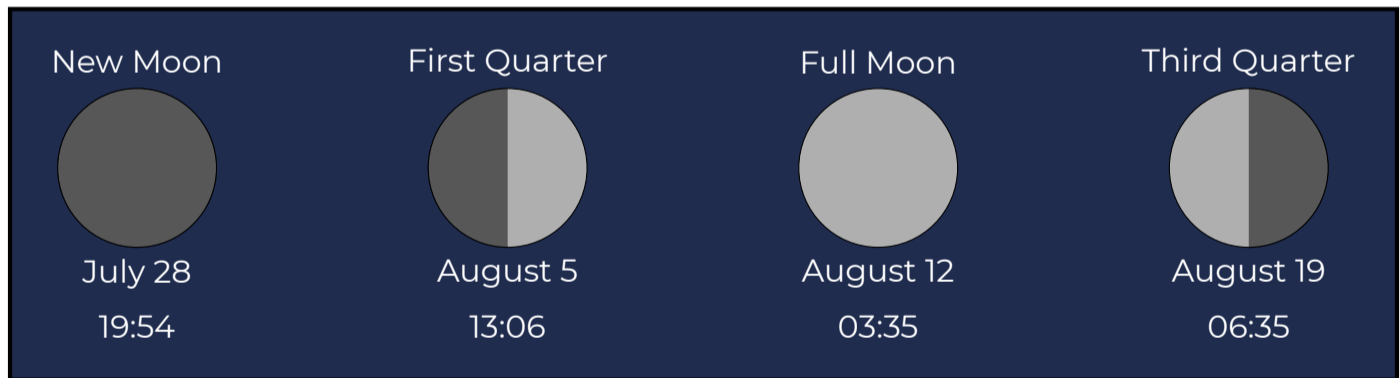 New Moon
First Quarter
Full Moon
Third Quarter
July 28
August 5
August 12
August 19
19:54
13:06
03:35
06:35